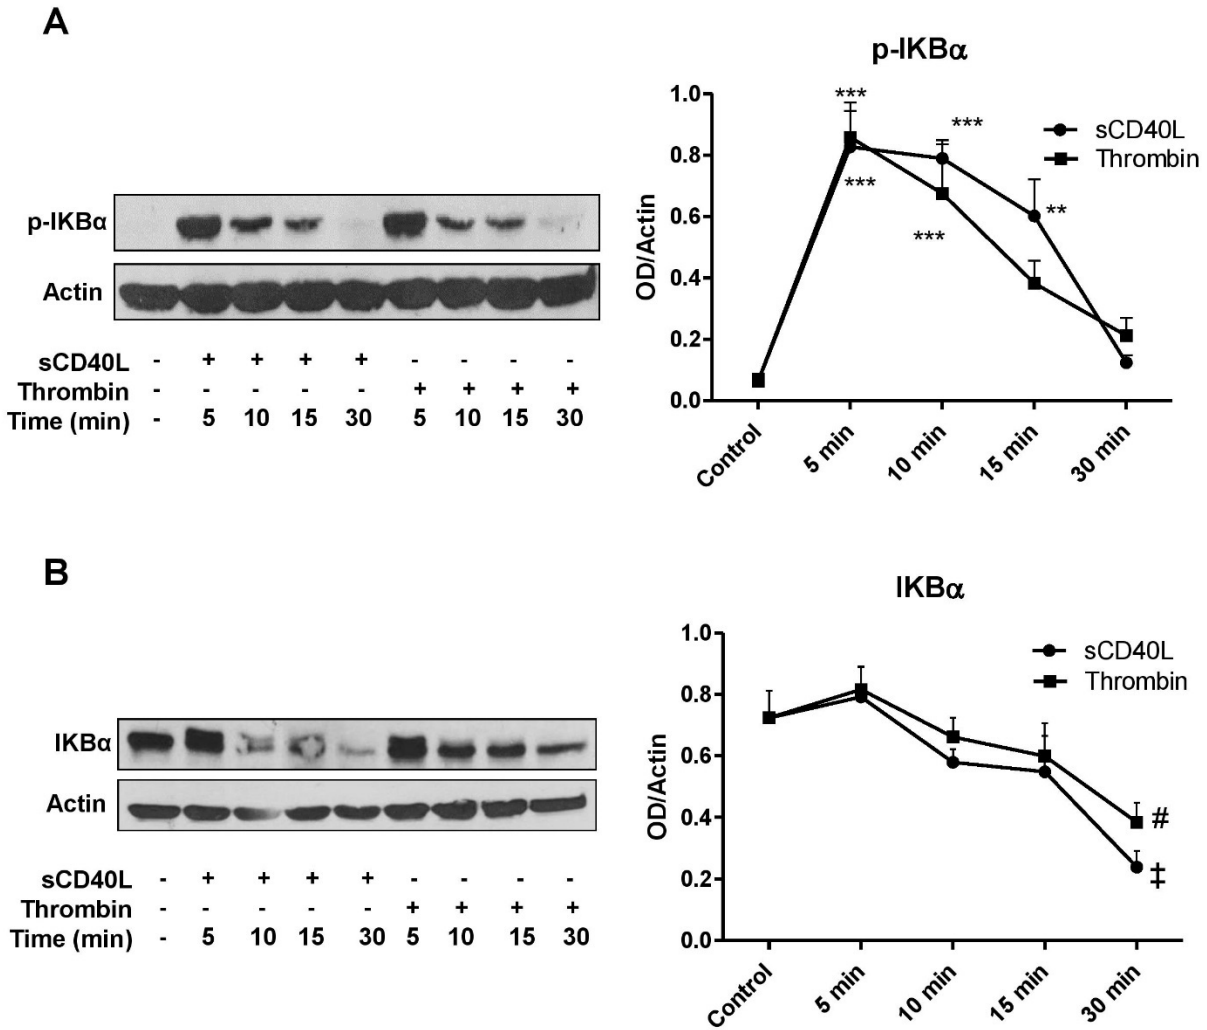 A
p-IKBα
Actin
sCD40L - + + + + - - - -
Thrombin - - - - - + + + +
Time (min) - 5 10 15 30 5 10 15 30
p-IKBα
1.0
0.8
0.6
0.4
0.2
0.0
OD/Actin
***
***
***
***
**
sCD40L
Thrombin
Control
5 min
10 min
15 min
30 min
B
IKBα
Actin
sCD40L - + + + + - - - -
Thrombin - - - - - + + + +
Time (min) - 5 10 15 30 5 10 15 30
IKBα
1.0
0.8
0.6
0.4
0.2
0.0
OD/Actin
sCD40L
Thrombin
#
‡
Control
5 min
10 min
15 min
30 min